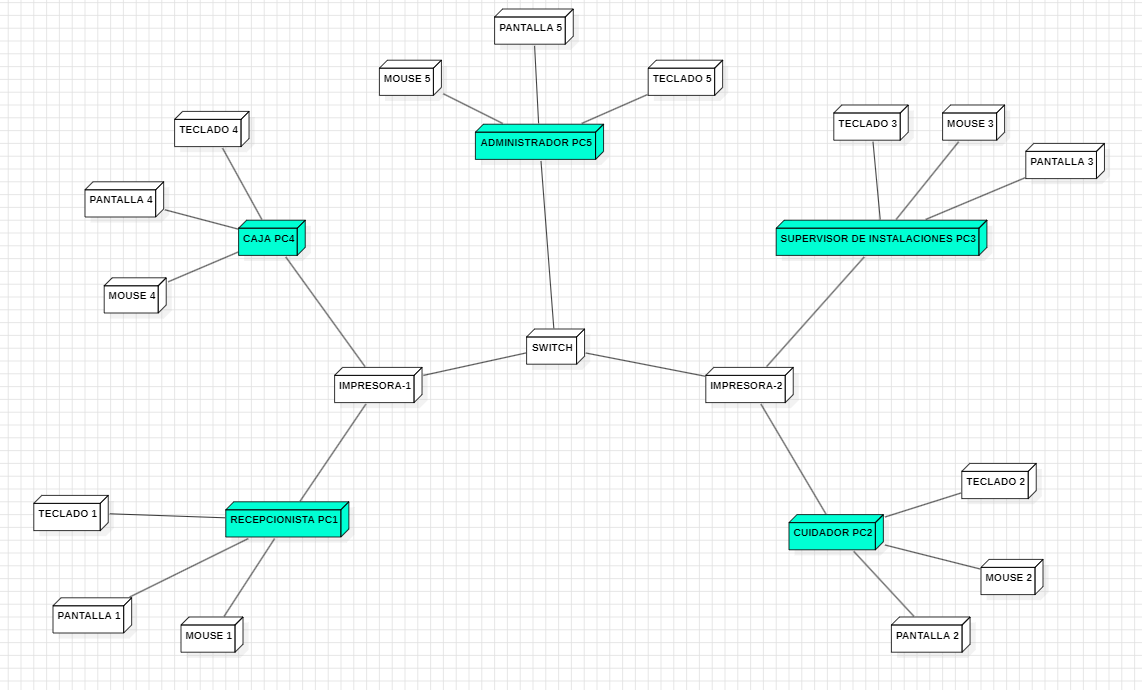 PANTALLA 5
MOUSE 5
TECLADO 5
TECLADO 4
ADMINISTRADOR PC5
TECLADO 3
MOUSE 3
PANTALLA 3
PANTALLA 4
CAJA PC4
SUPERVISOR DE INSTALACIONES PC3
MOUSE 4
SWITCH
IMPRESORA-1
IMPRESORA-2
TECLADO 2
TECLADO 1
RECEPCIONISTA PC1
CUIDADOR PC2
MOUSE 2
PANTALLA 1
MOUSE 1
PANTALLA 2